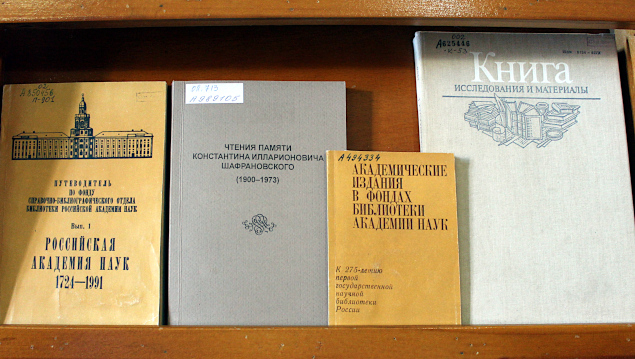 ПУТЕВОДИТЕЛЬ
ПО ФОНДУ
СПРАВОЧНО-БИБЛИОГРАФИЧЕСКОГО ОТДЕЛА
БИБЛИОТЕКИ РОССИЙСКОЙ АКАДЕМИИ НАУК
Вып. 1
РОССИЙСКАЯ
АКАДЕМИЯ НАУК
1724—1991
ЧТЕНИЯ ПАМЯТИ
КОНСТАНТИНА ИЛЛАРИОНОВИЧА
ШАФРАНОВСКОГО
(1900–1973)
А494334
АКАДЕМИЧЕСКИЕ
ИЗДАНИЯ
В ФОНДАХ
БИБЛИОТЕКИ
АКАДЕМИИ НАУК
К 275-летию
первой
государственной
научной
библиотеки
России
А825446
Книга
ИССЛЕДОВАНИЯ И МАТЕРИАЛЫ